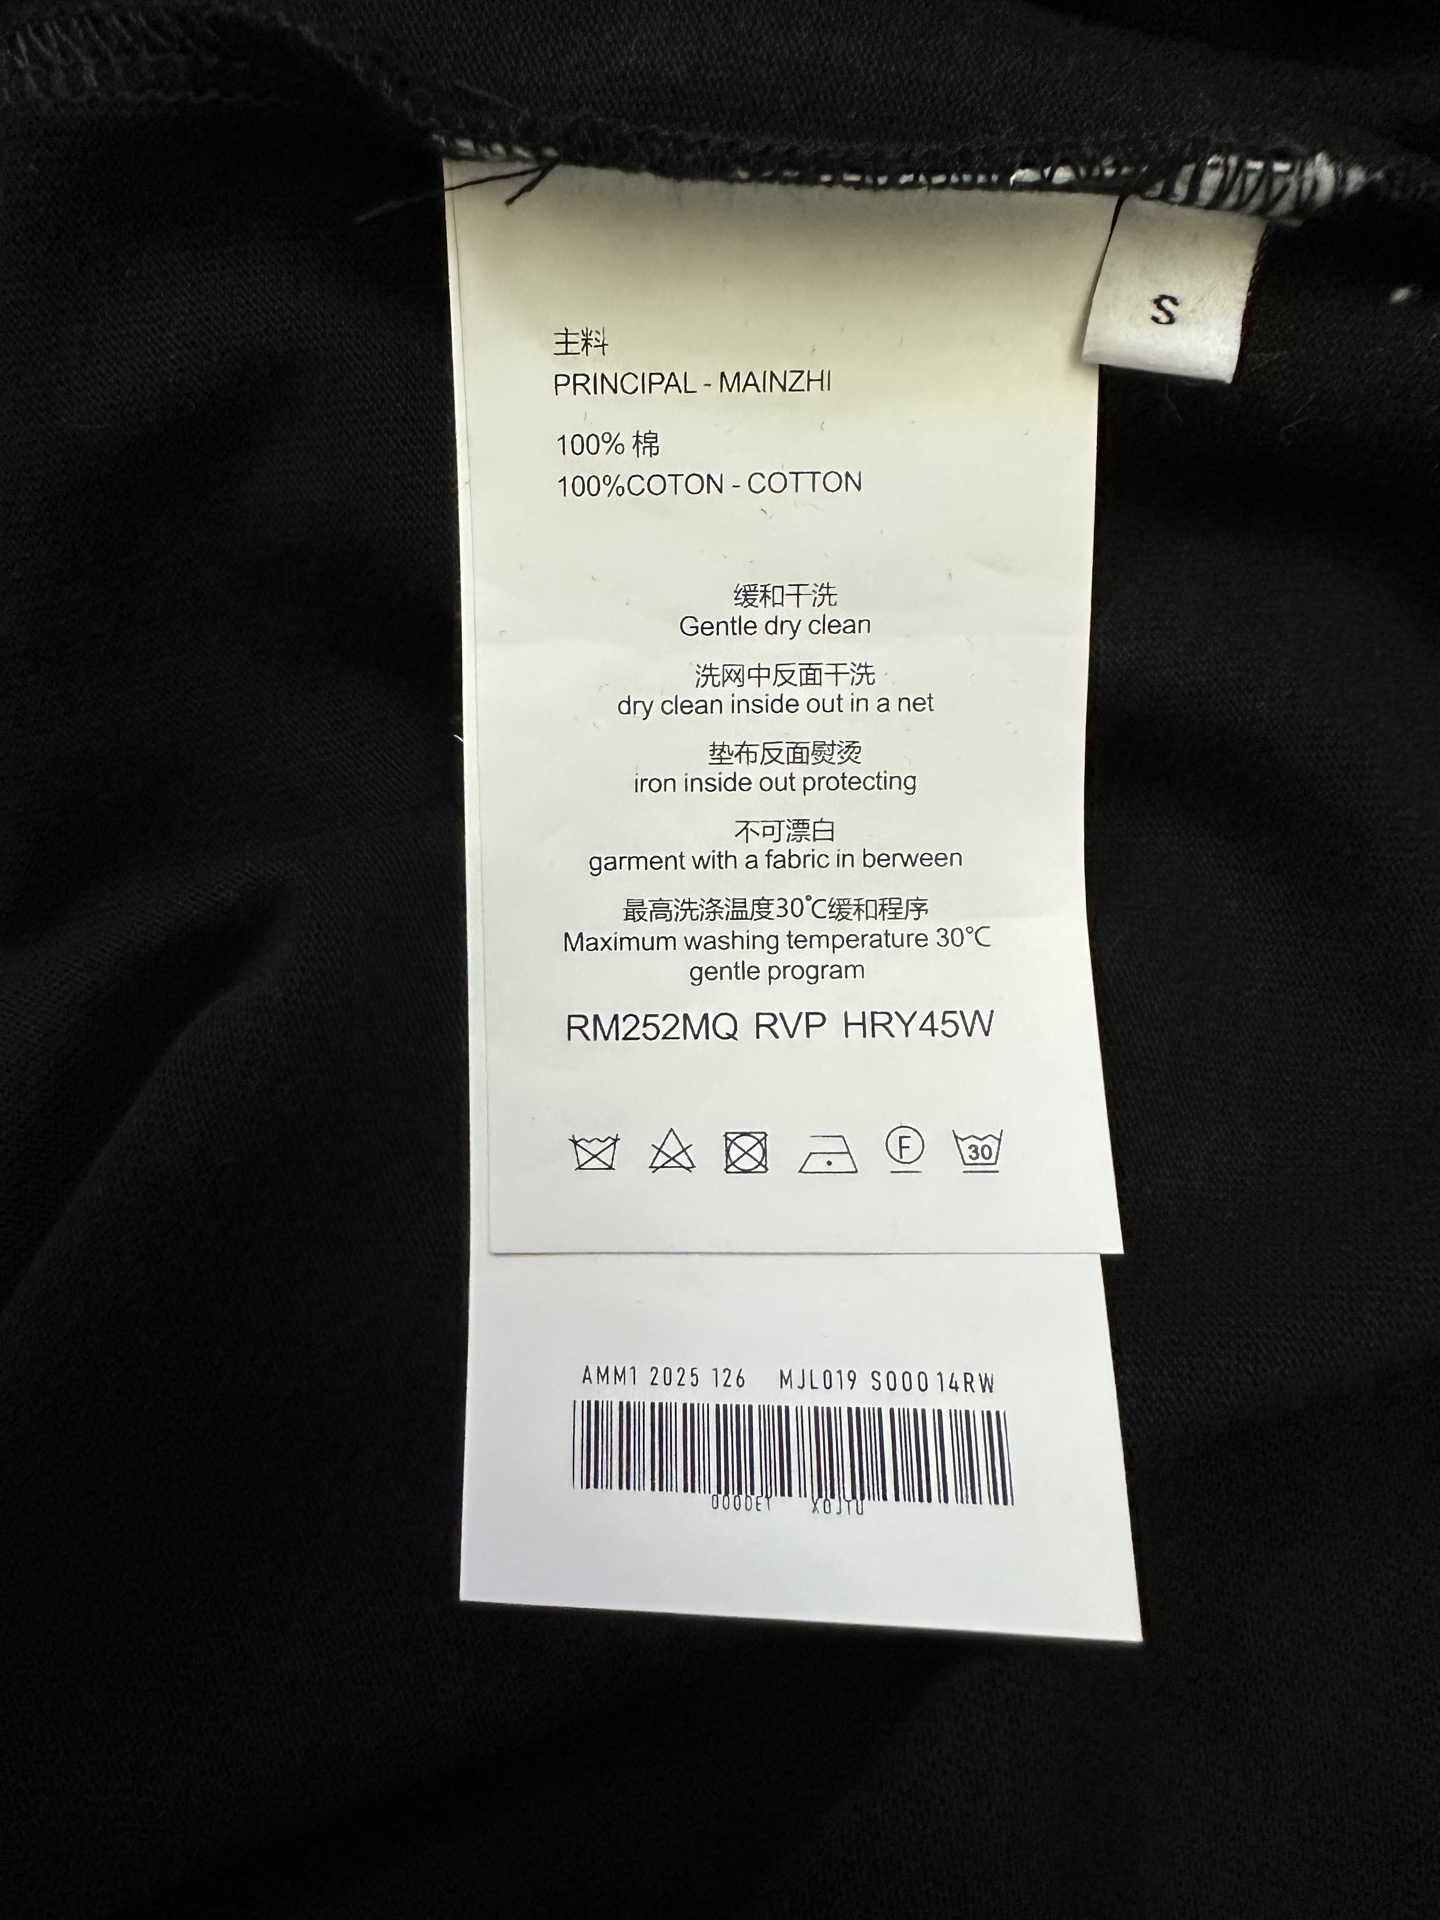 S
主料
PRINCIPAL - MAINZHI
100% 棉
100%COTON - COTTON
缓和干洗
Gentle dry clean
洗网中反面干洗
dry clean inside out in a net
垫布反面熨烫
iron inside out protecting
不可漂白
garment with a fabric in berween
最高洗涤温度30℃缓和程序
Maximum washing temperature 30℃
gentle program
RM252MQ RVP HRY45W
F 30
AMM1 2025 126 MJL019 S000 14RW